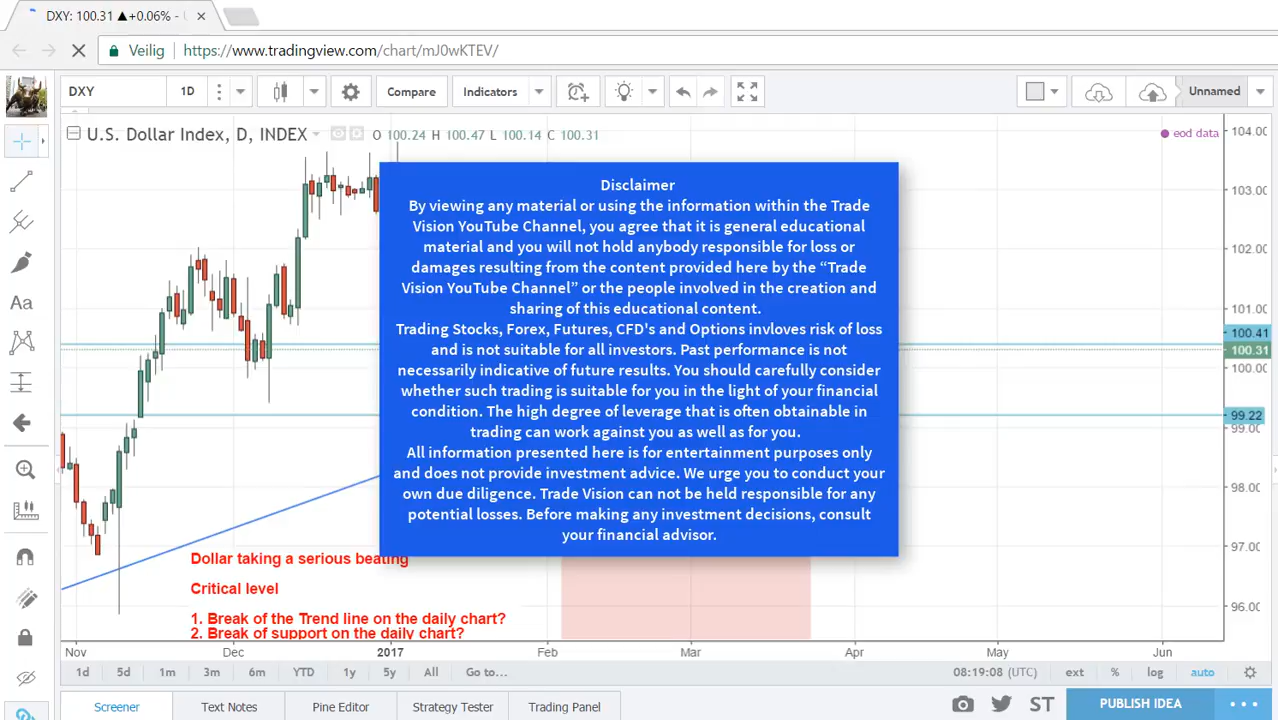 DXY: 100.31 ▲+0.06% -
Veilig
https://www.tradingview.com/chart/mJ0wKTEV/
DXY 1D Compare Indicators Unnamed
U.S. Dollar Index, D, INDEX O 100.24 H 100.47 L 100.14 C 100.31
eod data
104.00
103.00
102.00
101.00
100.41
100.31
100.00
99.22
99.00
98.00
97.00
96.00
Disclaimer
By viewing any material or using the information within the Trade
Vision YouTube Channel, you agree that it is general educational
material and you will not hold anybody responsible for loss or
damages resulting from the content provided here by the “Trade
Vision YouTube Channel” or the people involved in the creation and
sharing of this educational content.
Trading Stocks, Forex, Futures, CFD's and Options invloves risk of loss
and is not suitable for all investors. Past performance is not
necessarily indicative of future results. You should carefully consider
whether such trading is suitable for you in the light of your financial
condition. The high degree of leverage that is often obtainable in
trading can work against you as well as for you.
All information presented here is for entertainment purposes only
and does not provide investment advice. We urge you to conduct your
own due diligence. Trade Vision can not be held responsible for any
potential losses. Before making any investment decisions, consult
your financial advisor.
Dollar taking a serious beating
Critical level
1. Break of the Trend line on the daily chart?
2. Break of support on the daily chart?
Nov Dec 2017 Feb Mar Apr May Jun
1d 5d 1m 3m 6m YTD 1y 5y All Go to... 08:19:08 (UTC) ext % log auto
Screener Text Notes Pine Editor Strategy Tester Trading Panel ST PUBLISH IDEA
Aa